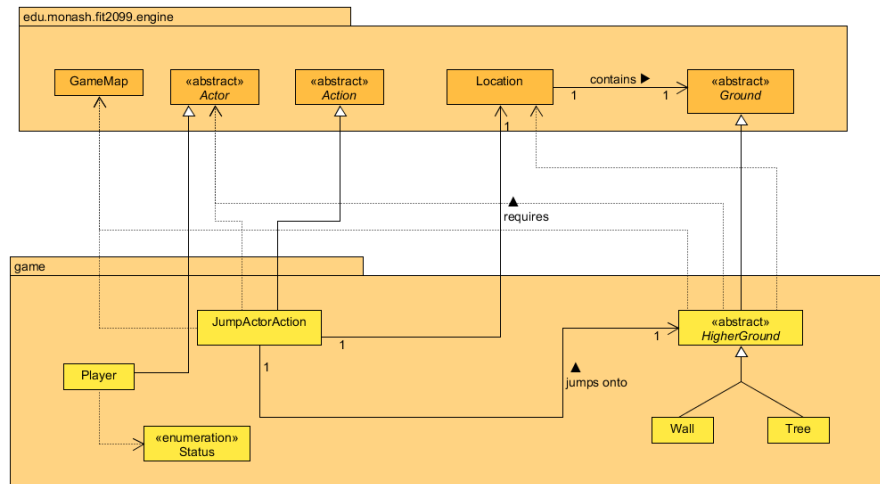 edu.monash.fit2099.engine
GameMap
«abstract»
Actor
«abstract»
Action
Location
contains ▶
1
1
«abstract»
Ground
1
▲
requires
game
JumpActorAction
1
1
1
«abstract»
HigherGround
▲
jumps onto
Player
«enumeration»
Status
Wall
Tree